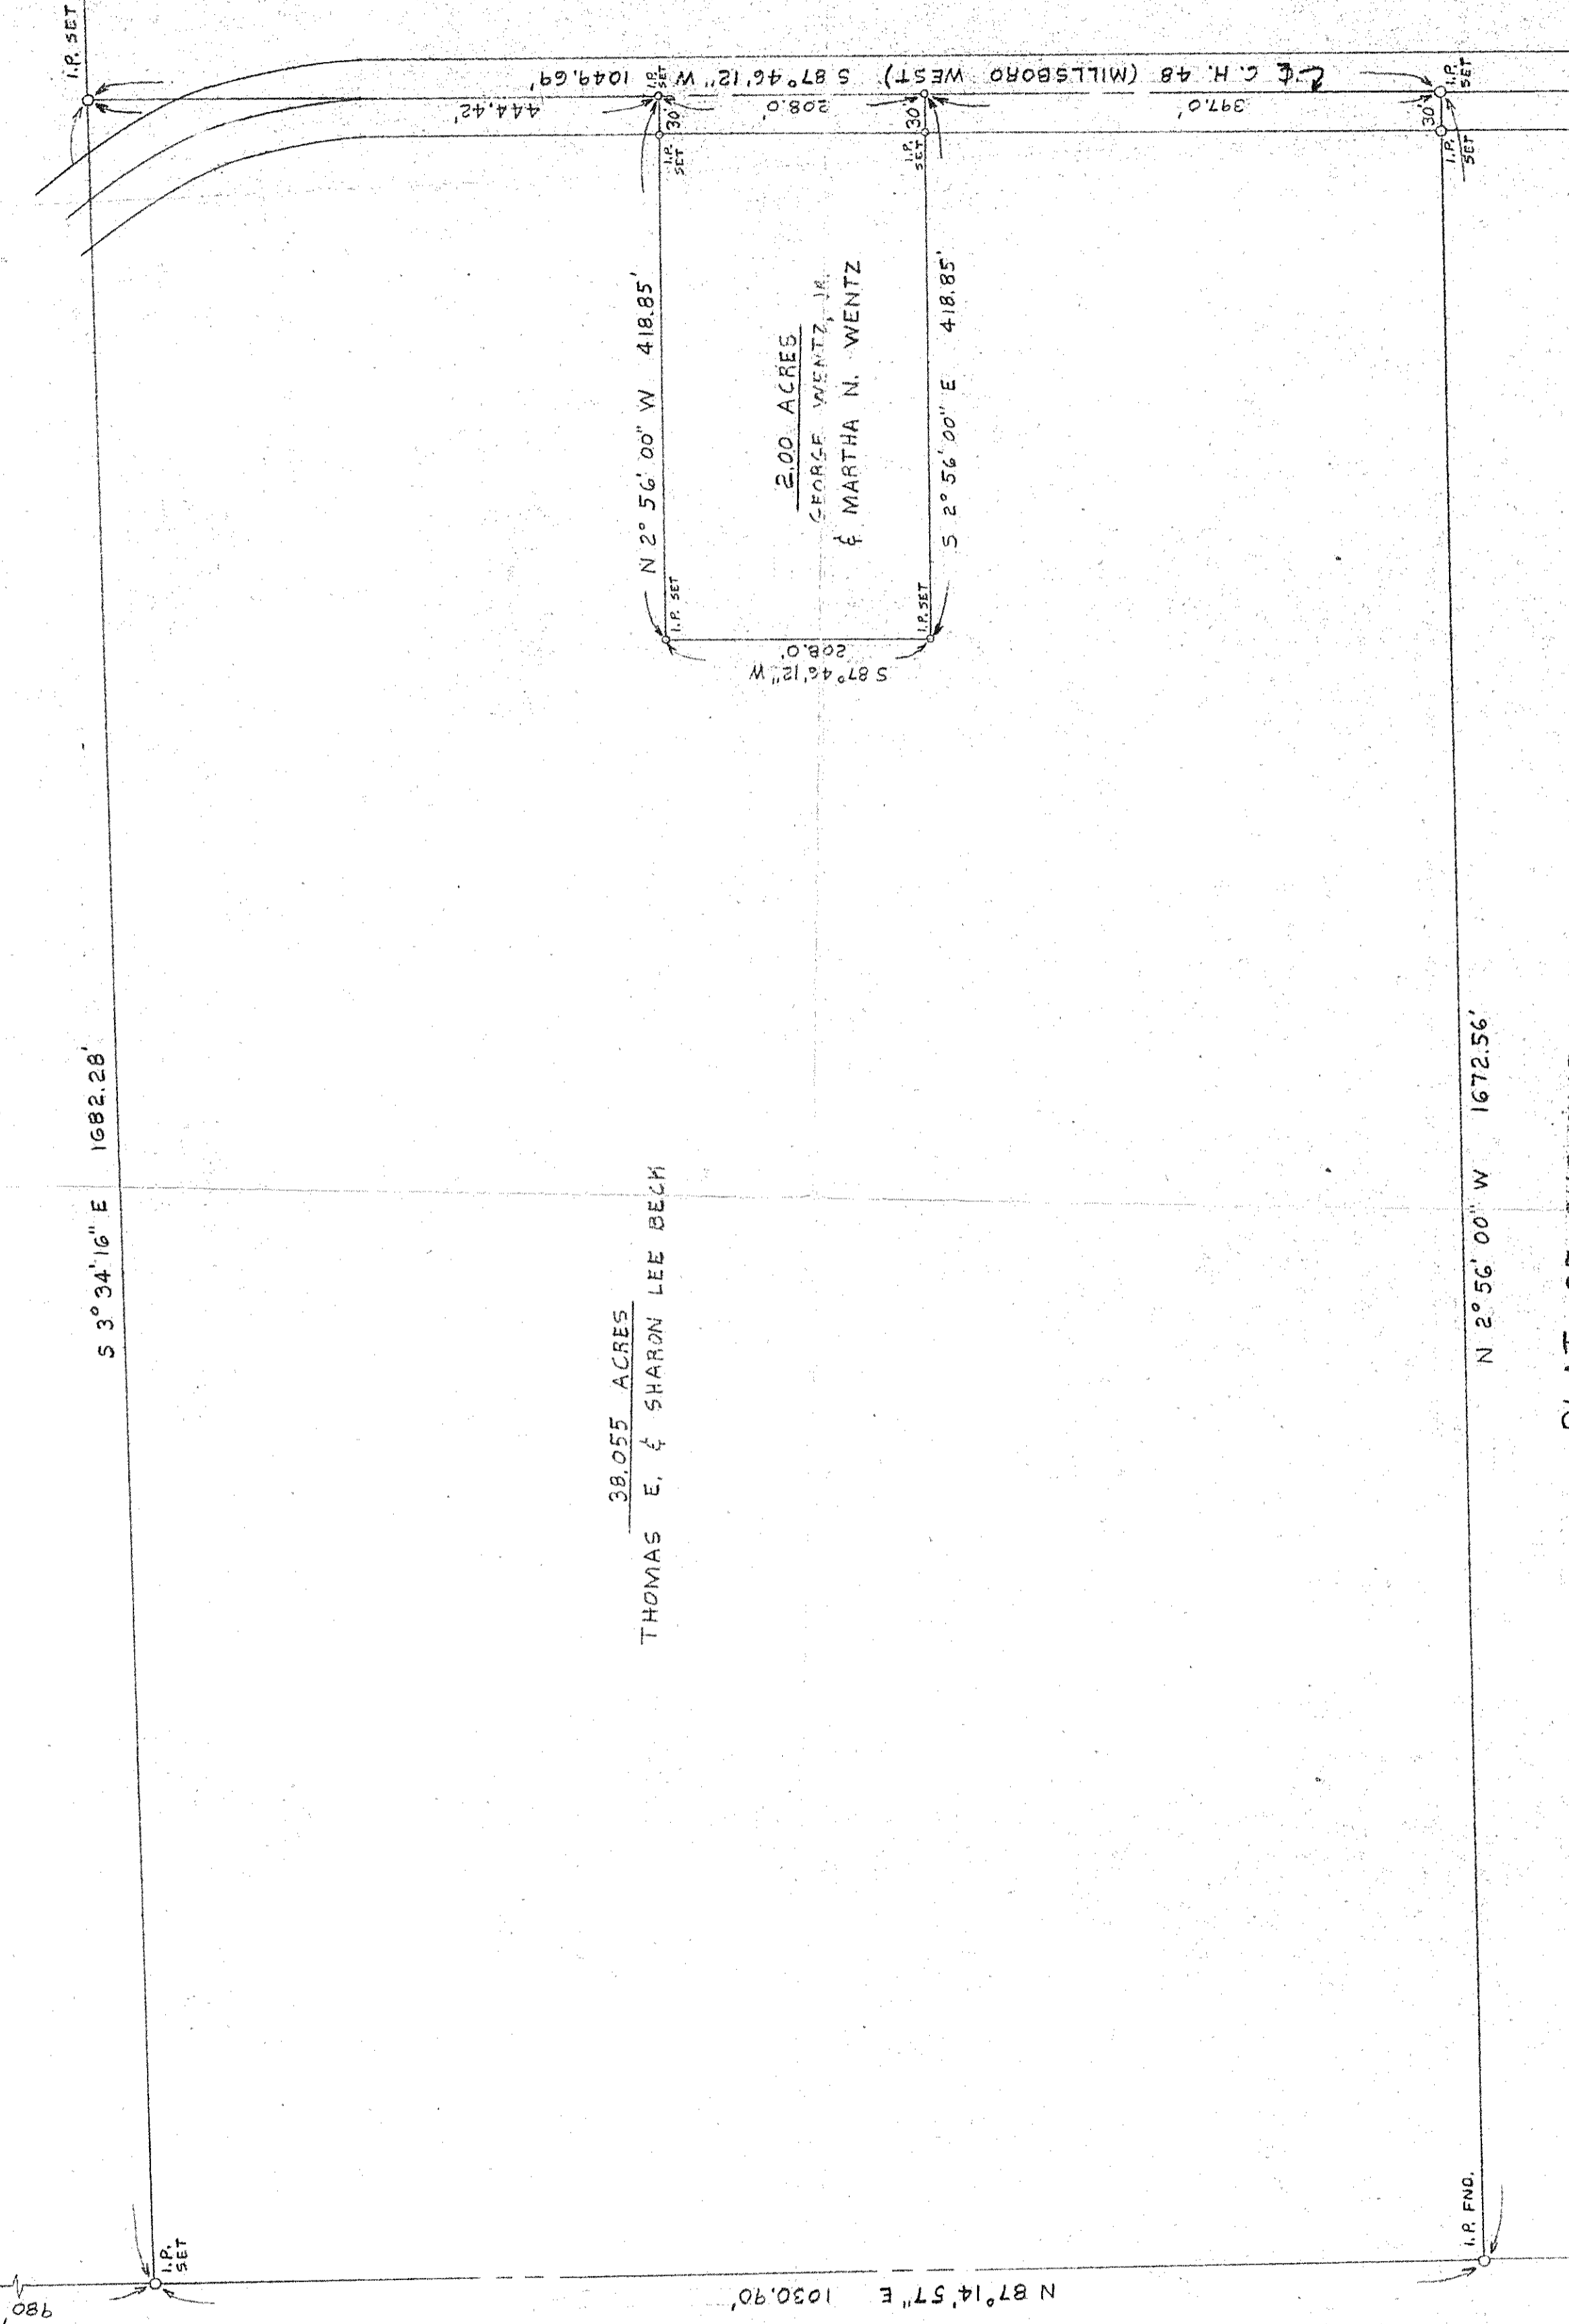 I.P. SET
C. H. 48 (MILLSBORO WEST) S 87° 46' 12" W 1049.69'
444.42'
208.0'
397.0'
I.P. SET
30'
I.P. SET
I.P. SET
30'
I.P. SET
30'
I.P. SET
N 2° 56' 00" W 418.85'
2.00 ACRES
GEORGE WENTZ, JR.
& MARTHA N. WENTZ
S 2° 56' 00" E 418.85'
I.P. SET
I.P. SET
208.0'
S 87° 46' 12" W
S 3° 34' 16" E 1682.28'
38.055 ACRES
THOMAS E. & SHARON LEE BECK
N 2° 56' 00" W 1672.56'
I.P. SET
I.P. FND.
N 87° 14' 57" E 1030.90'
980'